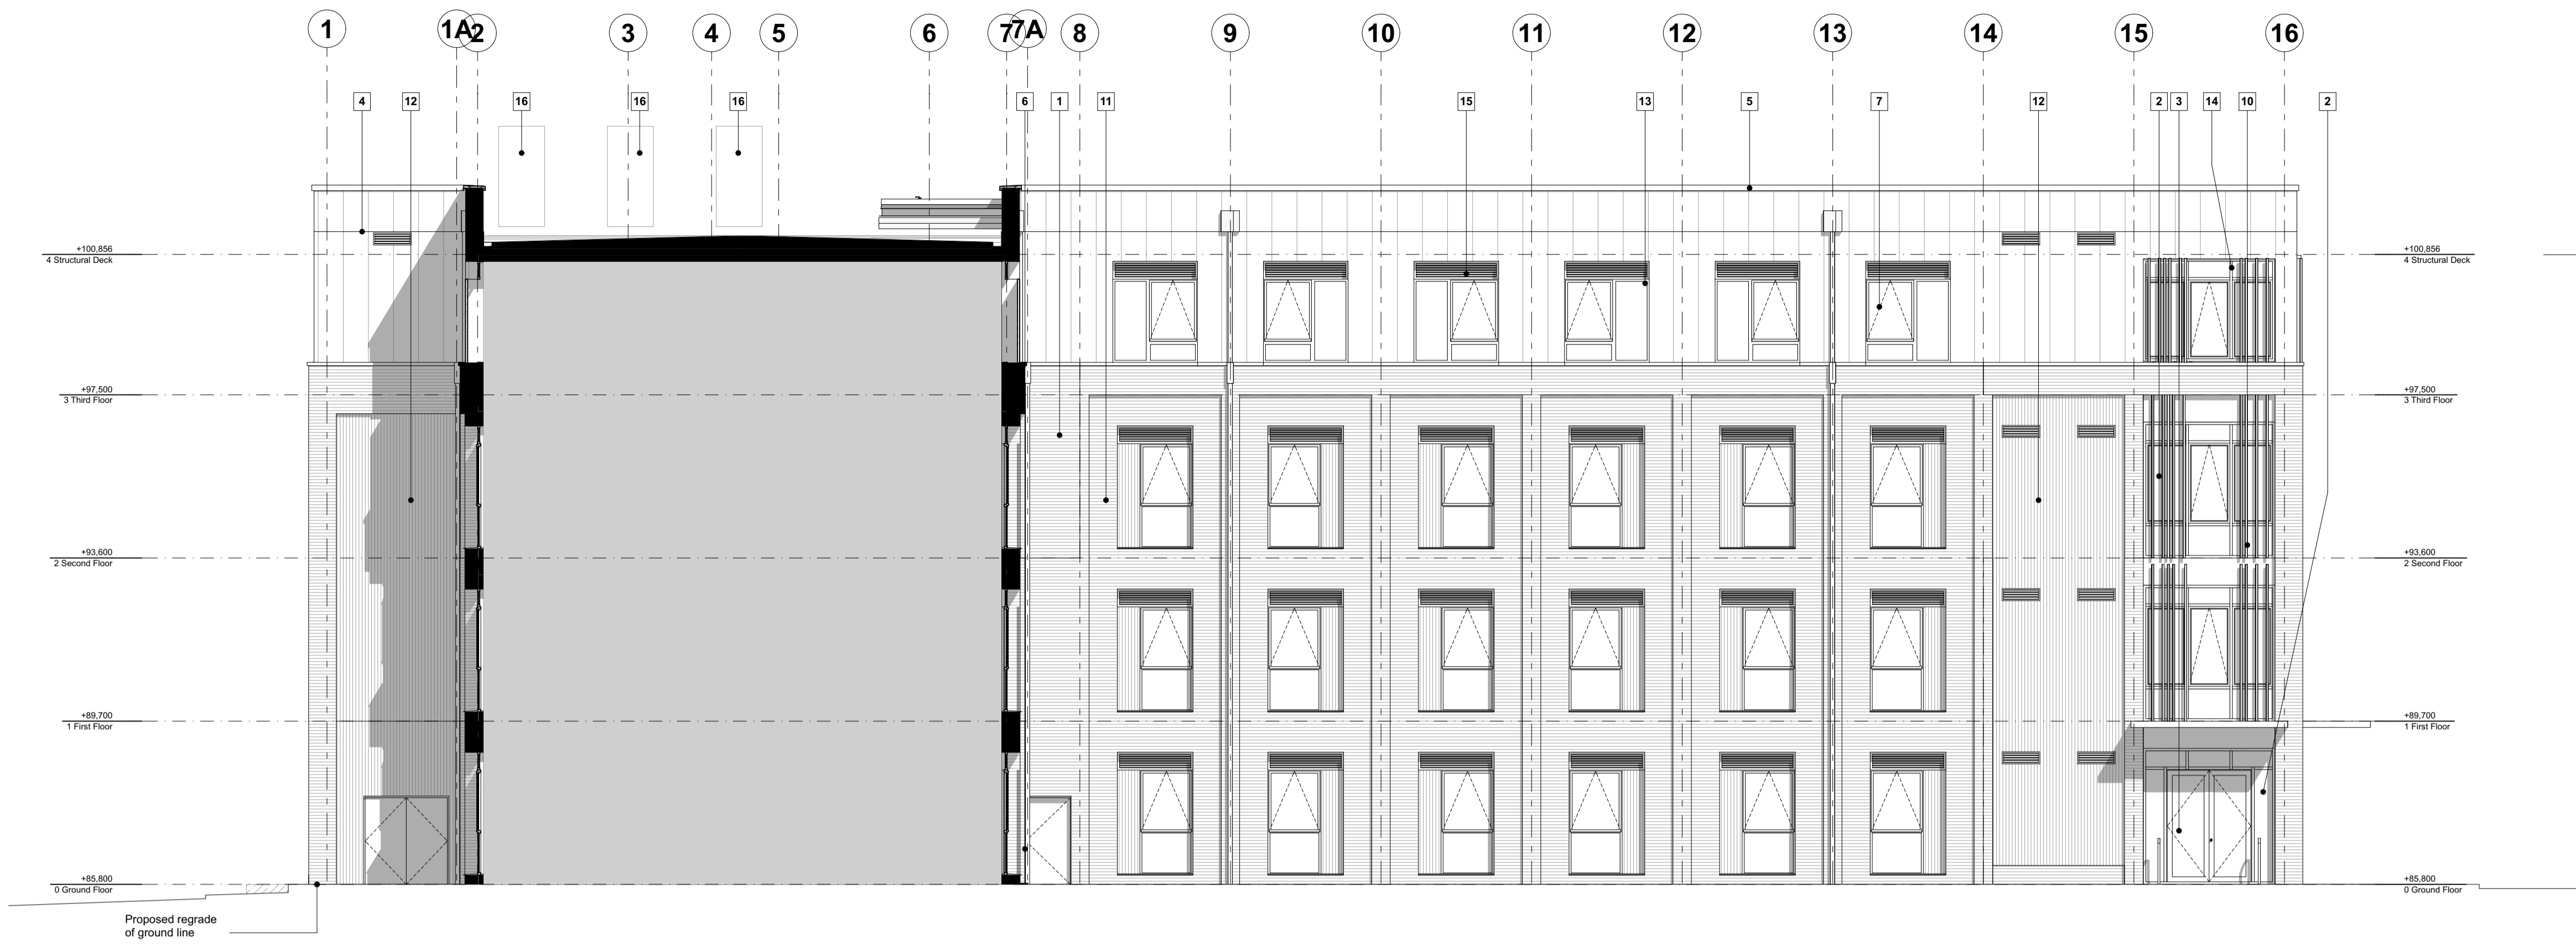 1 1A 2 3 4 5 6 7 7A 8 9 10 11 12 13 14 15 16
4 12 16 16 16 6 1 11 15 13 5 7 12 2 3 14 10 2
+100,856
4 Structural Deck
+97,500
3 Third Floor
+93,600
2 Second Floor
+89,700
1 First Floor
+85,800
0 Ground Floor
Proposed regrade
of ground line
+100,856
4 Structural Deck
+97,500
3 Third Floor
+93,600
2 Second Floor
+89,700
1 First Floor
+85,800
0 Ground Floor